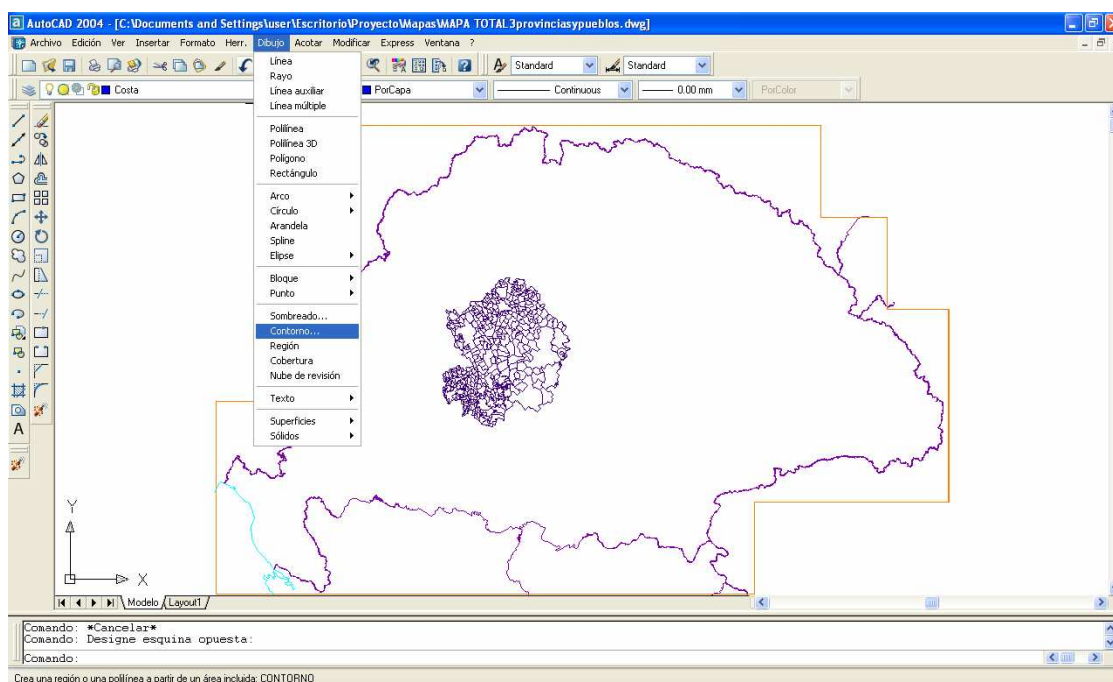 AutoCAD 2004 - [C:\Documents and Settings\user\Escritorio\Proyecto\Mapas\MAPA TOTAL3provinciasypueblos.dwg]
Archivo Edición Ver Insertar Formato Herr. Dibujo Acotar Modificar Express Ventana ?
Standard Standard
Costa PorCapa Continuous 0.00 mm PorColor
Línea
Rayo
Línea auxiliar
Línea múltiple
Polilínea
Polilínea 3D
Polígono
Rectángulo
Arco
Círculo
Arandela
Spline
Elipse
Bloque
Punto
Sombreado...
Contorno...
Región
Cobertura
Nube de revisión
Texto
Superficies
Sólidos
A
Y
X
Modelo Layout1
Comando: *Cancelar*
Comando: Designe esquina opuesta:
Comando:
Crea una región o una polilínea a partir de un área incluida: CONTORNO